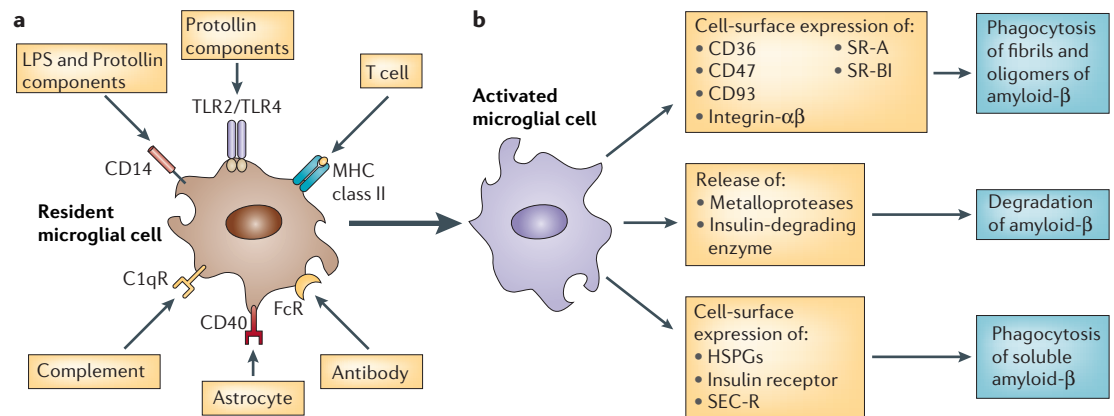 a
LPS and Protollin
components
Protollin
components
T cell
TLR2/TLR4
CD14
MHC
class II
Resident
microglial cell
C1qR
FcR
CD40
Complement
Astrocyte
Antibody
b
Activated
microglial cell
Cell-surface expression of:
• CD36
• SR-A
• CD47
• SR-BI
• CD93
• Integrin-αβ
Phagocytosis
of fibrils and
oligomers of
amyloid-β
Release of:
• Metalloproteases
• Insulin-degrading
enzyme
Degradation
of amyloid-β
Cell-surface
expression of:
• HSPGs
• Insulin receptor
• SEC-R
Phagocytosis
of soluble
amyloid-β